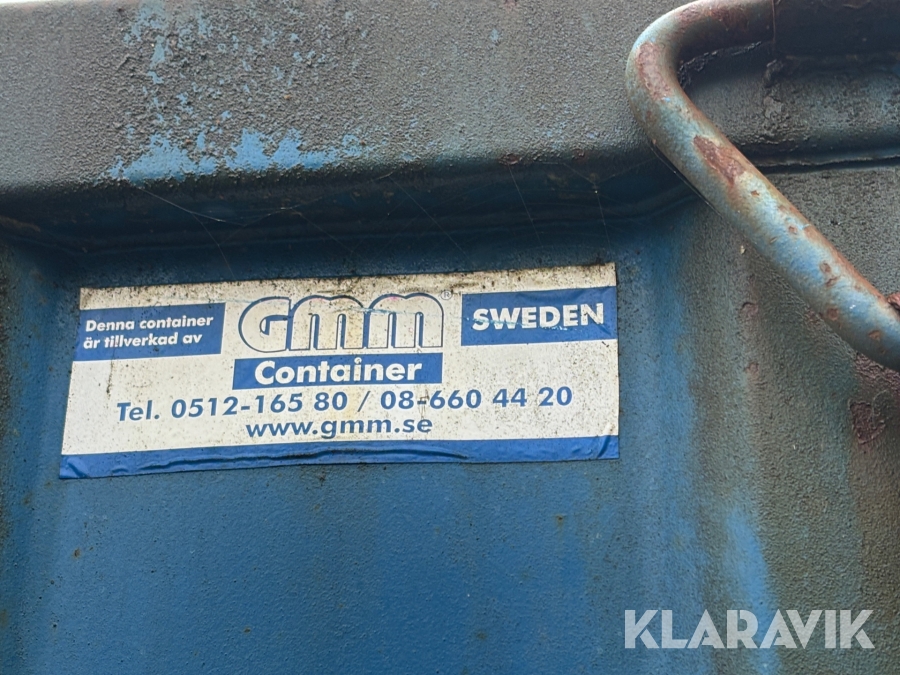 Denna container
är tillverkad av
GMM®
SWEDEN
Container
Tel. 0512-165 80 / 08-660 44 20
www.gmm.se
KLARAVIK